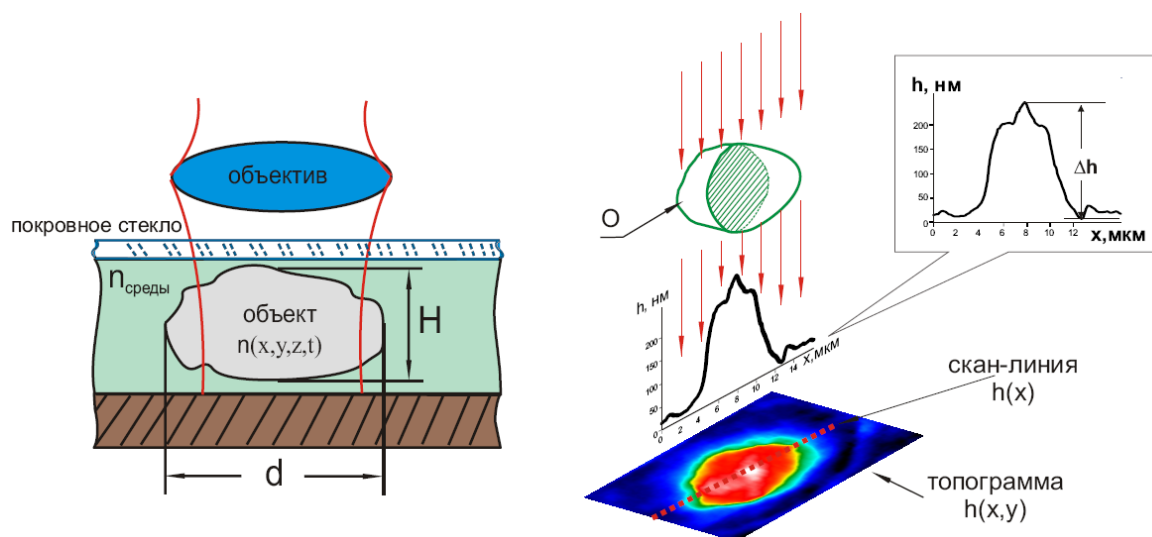 объектив
покровное стекло
nсреды
объект
n(x,y,z,t)
H
d
O
h, нм
200
150
100
50
0
0 2 4 6 8 10 12 14
x,мкм
h, нм
200
150
100
50
0
0 2 4 6 8 10 12
x,мкм
Δh
скан-линия
h(x)
топограмма
h(x,y)